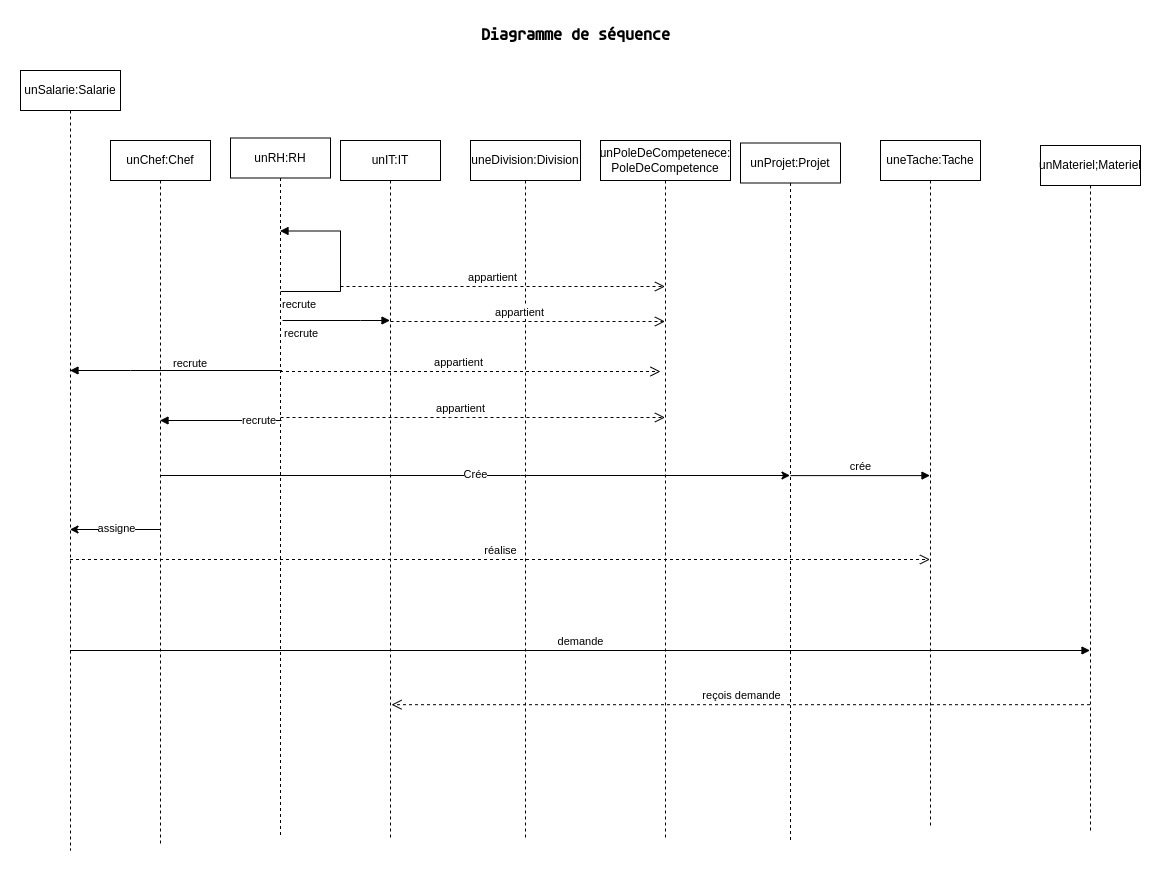 Diagramme de séquence
unSalarie:Salarie
unChef:Chef
unRH:RH
unIT:IT
uneDivision:Division
unPoleDeCompetenece:
PoleDeCompetence
unProjet:Projet
uneTache:Tache
unMateriel;Materiel
appartient
recrute
appartient
recrute
recrute
appartient
appartient
recrute
Crée
crée
assigne
réalise
demande
reçois demande